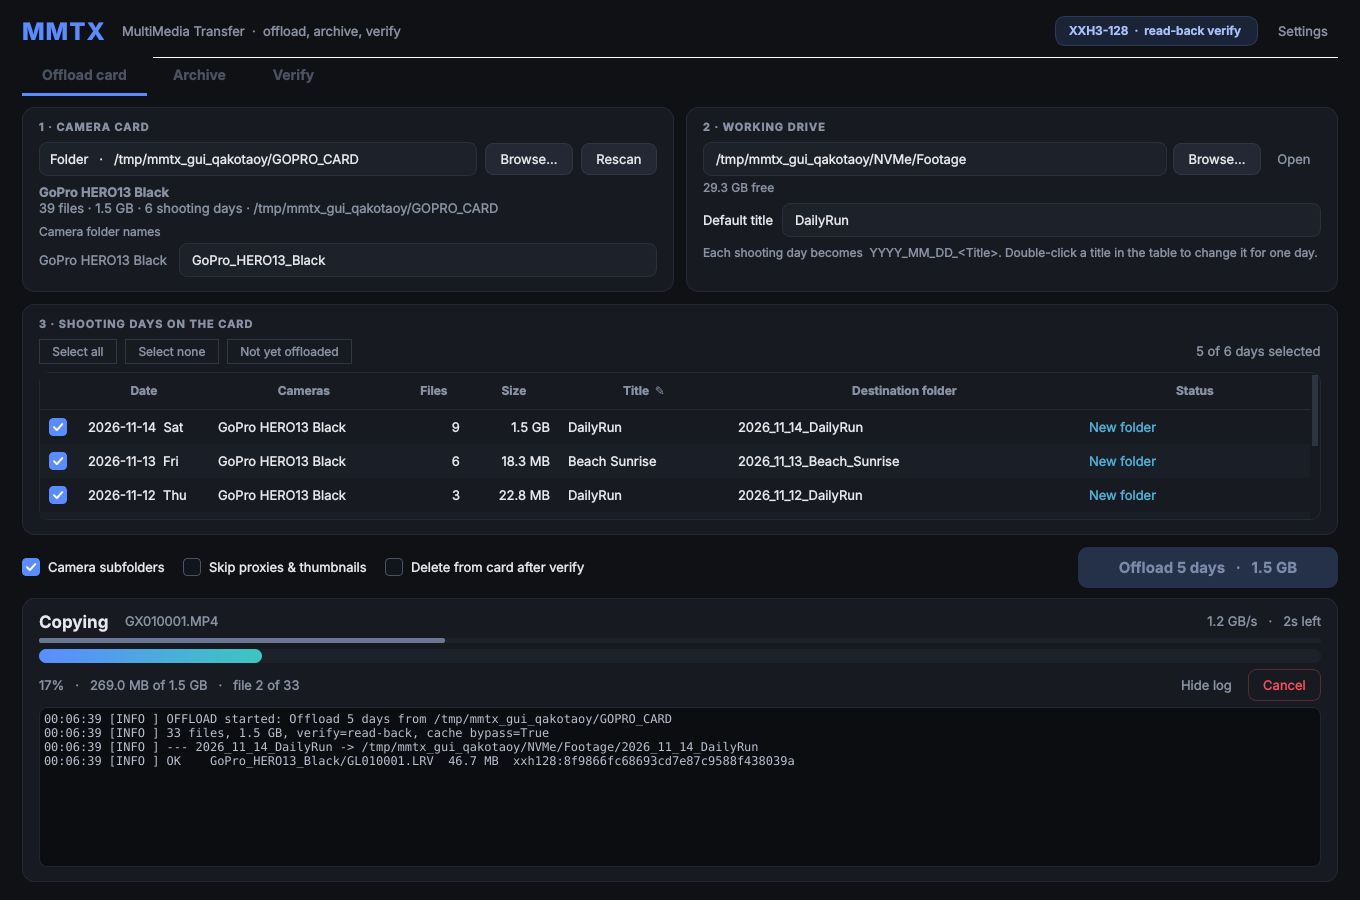 MMTX MultiMedia Transfer · offload, archive, verify XXH3-128 · read-back verify Settings
Offload card Archive Verify
1 · CAMERA CARD
Folder · /tmp/mmtx_gui_qakotaoy/GOPRO_CARD Browse... Rescan
GoPro HERO13 Black
39 files · 1.5 GB · 6 shooting days · /tmp/mmtx_gui_qakotaoy/GOPRO_CARD
Camera folder names
GoPro HERO13 Black GoPro_HERO13_Black
2 · WORKING DRIVE
/tmp/mmtx_gui_qakotaoy/NVMe/Footage Browse... Open
29.3 GB free
Default title DailyRun
Each shooting day becomes YYYY_MM_DD_<Title>. Double-click a title in the table to change it for one day.
3 · SHOOTING DAYS ON THE CARD
Select all Select none Not yet offloaded 5 of 6 days selected
Date Cameras Files Size Title ✎ Destination folder Status
2026-11-14 Sat GoPro HERO13 Black 9 1.5 GB DailyRun 2026_11_14_DailyRun New folder
2026-11-13 Fri GoPro HERO13 Black 6 18.3 MB Beach Sunrise 2026_11_13_Beach_Sunrise New folder
2026-11-12 Thu GoPro HERO13 Black 3 22.8 MB DailyRun 2026_11_12_DailyRun New folder
Camera subfolders Skip proxies & thumbnails Delete from card after verify Offload 5 days · 1.5 GB
Copying GX010001.MP4 1.2 GB/s · 2s left
17% · 269.0 MB of 1.5 GB · file 2 of 33 Hide log Cancel
00:06:39 [INFO ] OFFLOAD started: Offload 5 days from /tmp/mmtx_gui_qakotaoy/GOPRO_CARD
00:06:39 [INFO ] 33 files, 1.5 GB, verify=read-back, cache bypass=True
00:06:39 [INFO ] --- 2026_11_14_DailyRun -> /tmp/mmtx_gui_qakotaoy/NVMe/Footage/2026_11_14_DailyRun
00:06:39 [INFO ] OK GoPro_HERO13_Black/GL010001.LRV 46.7 MB xxh128:8f9866fc68693cd7e87c9588f438039a